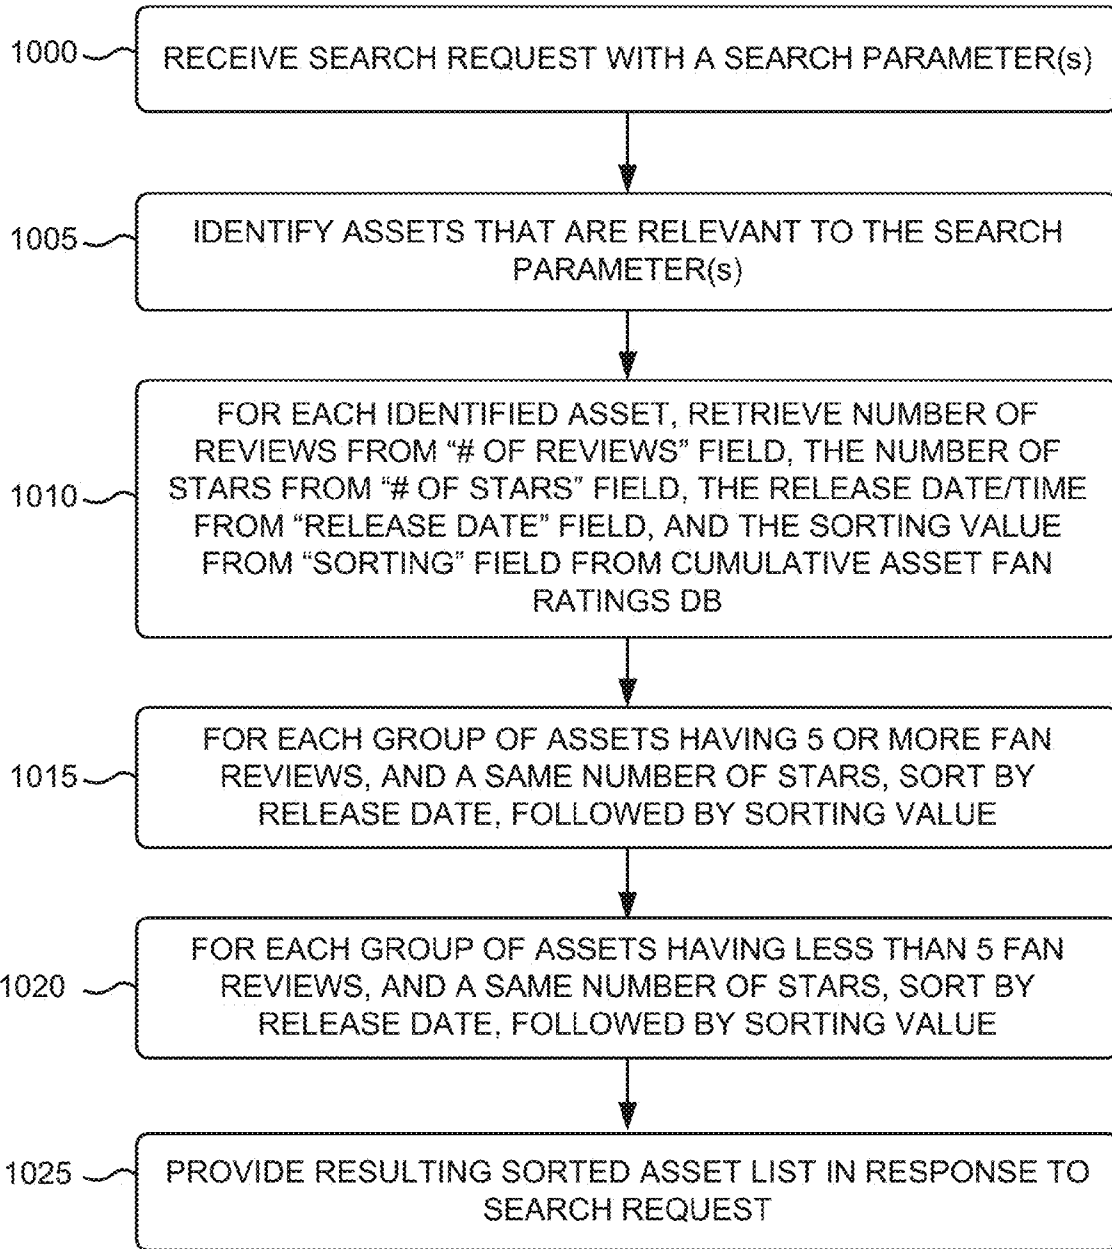 1000
RECEIVE SEARCH REQUEST WITH A SEARCH PARAMETER(s)
1005
IDENTIFY ASSETS THAT ARE RELEVANT TO THE SEARCH
PARAMETER(s)
1010
FOR EACH IDENTIFIED ASSET, RETRIEVE NUMBER OF
REVIEWS FROM “# OF REVIEWS” FIELD, THE NUMBER OF
STARS FROM “# OF STARS” FIELD, THE RELEASE DATE/TIME
FROM “RELEASE DATE” FIELD, AND THE SORTING VALUE
FROM “SORTING” FIELD FROM CUMULATIVE ASSET FAN
RATINGS DB
1015
FOR EACH GROUP OF ASSETS HAVING 5 OR MORE FAN
REVIEWS, AND A SAME NUMBER OF STARS, SORT BY
RELEASE DATE, FOLLOWED BY SORTING VALUE
1020
FOR EACH GROUP OF ASSETS HAVING LESS THAN 5 FAN
REVIEWS, AND A SAME NUMBER OF STARS, SORT BY
RELEASE DATE, FOLLOWED BY SORTING VALUE
1025
PROVIDE RESULTING SORTED ASSET LIST IN RESPONSE TO
SEARCH REQUEST